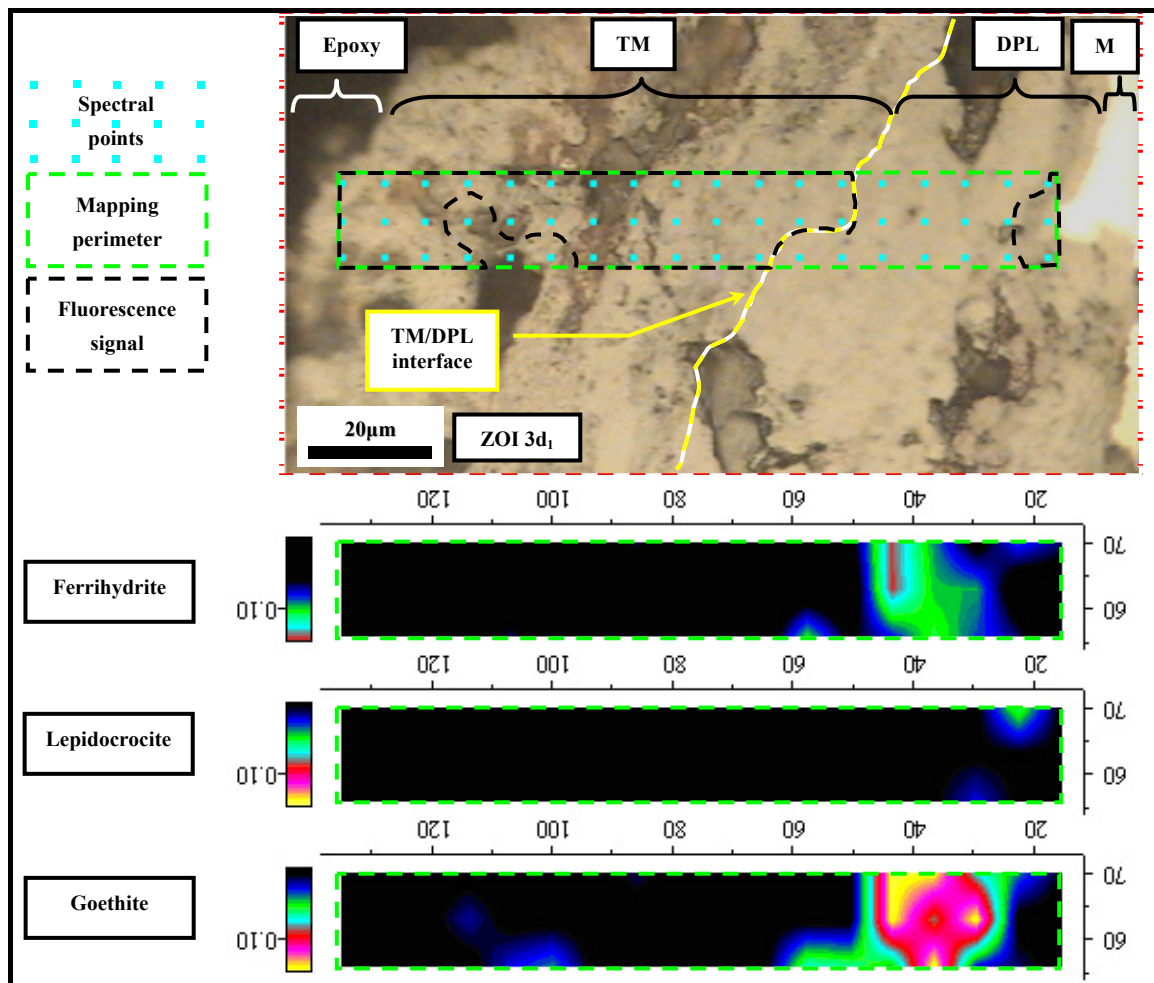 Epoxy
TM
DPL
M
Spectral
points
Mapping
perimeter
Fluorescence
signal
TM/DPL
interface
20µm
ZOI 3d₁
120 100 80 60 40 20
Ferrihydrite
0.10
70
60
120 100 80 60 40 20
Lepidocrocite
0.10
70
60
120 100 80 60 40 20
Goethite
0.10
70
60